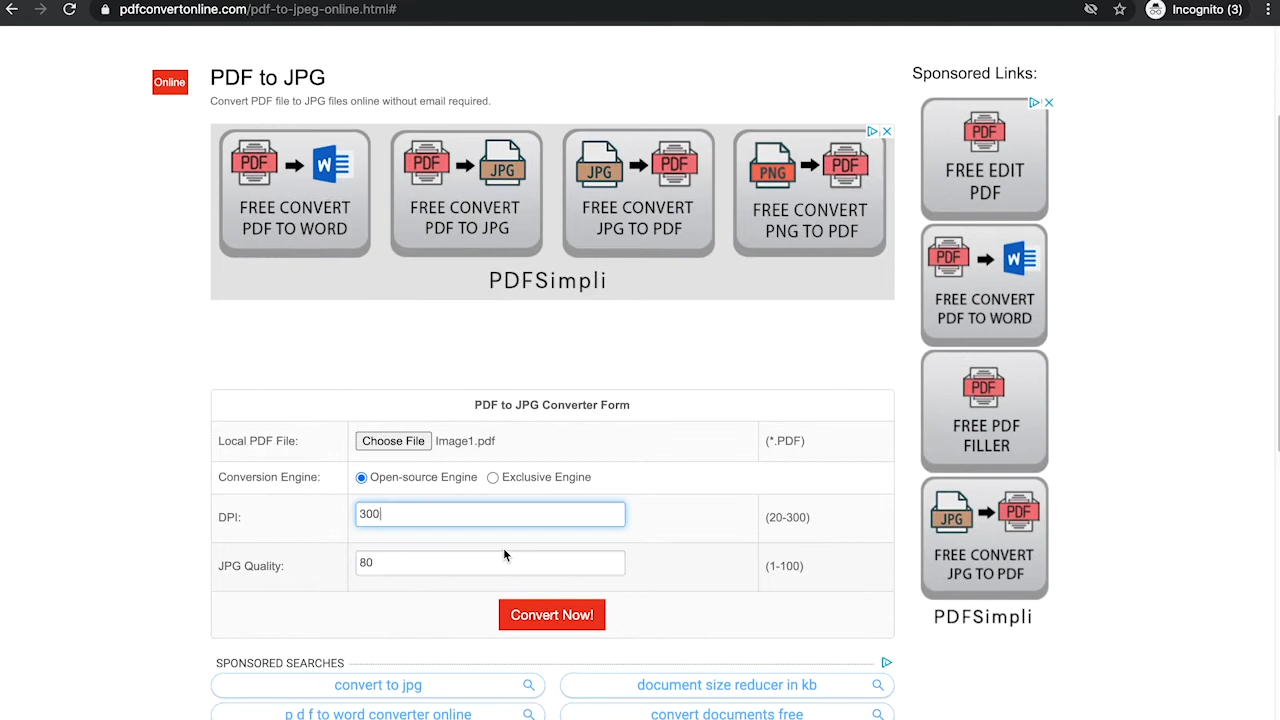 pdfconvertonline.com/pdf-to-jpeg-online.html#
Incognito (3)
Online
PDF to JPG
Convert PDF file to JPG files online without email required.
Sponsored Links:
PDF
W
FREE CONVERT
PDF TO WORD
PDF
JPG
FREE CONVERT
PDF TO JPG
JPG
PDF
FREE CONVERT
JPG TO PDF
PNG
PDF
FREE CONVERT
PNG TO PDF
PDFSimpli
PDF
FREE EDIT
PDF
PDF
W
FREE CONVERT
PDF TO WORD
PDF
FREE PDF
FILLER
JPG
PDF
FREE CONVERT
JPG TO PDF
PDFSimpli
PDF to JPG Converter Form
Local PDF File: Choose File Image1.pdf (*.PDF)
Conversion Engine: Open-source Engine Exclusive Engine
DPI: 300 (20-300)
JPG Quality: 80 (1-100)
Convert Now!
SPONSORED SEARCHES
convert to jpg
document size reducer in kb
p d f to word converter online
convert documents free